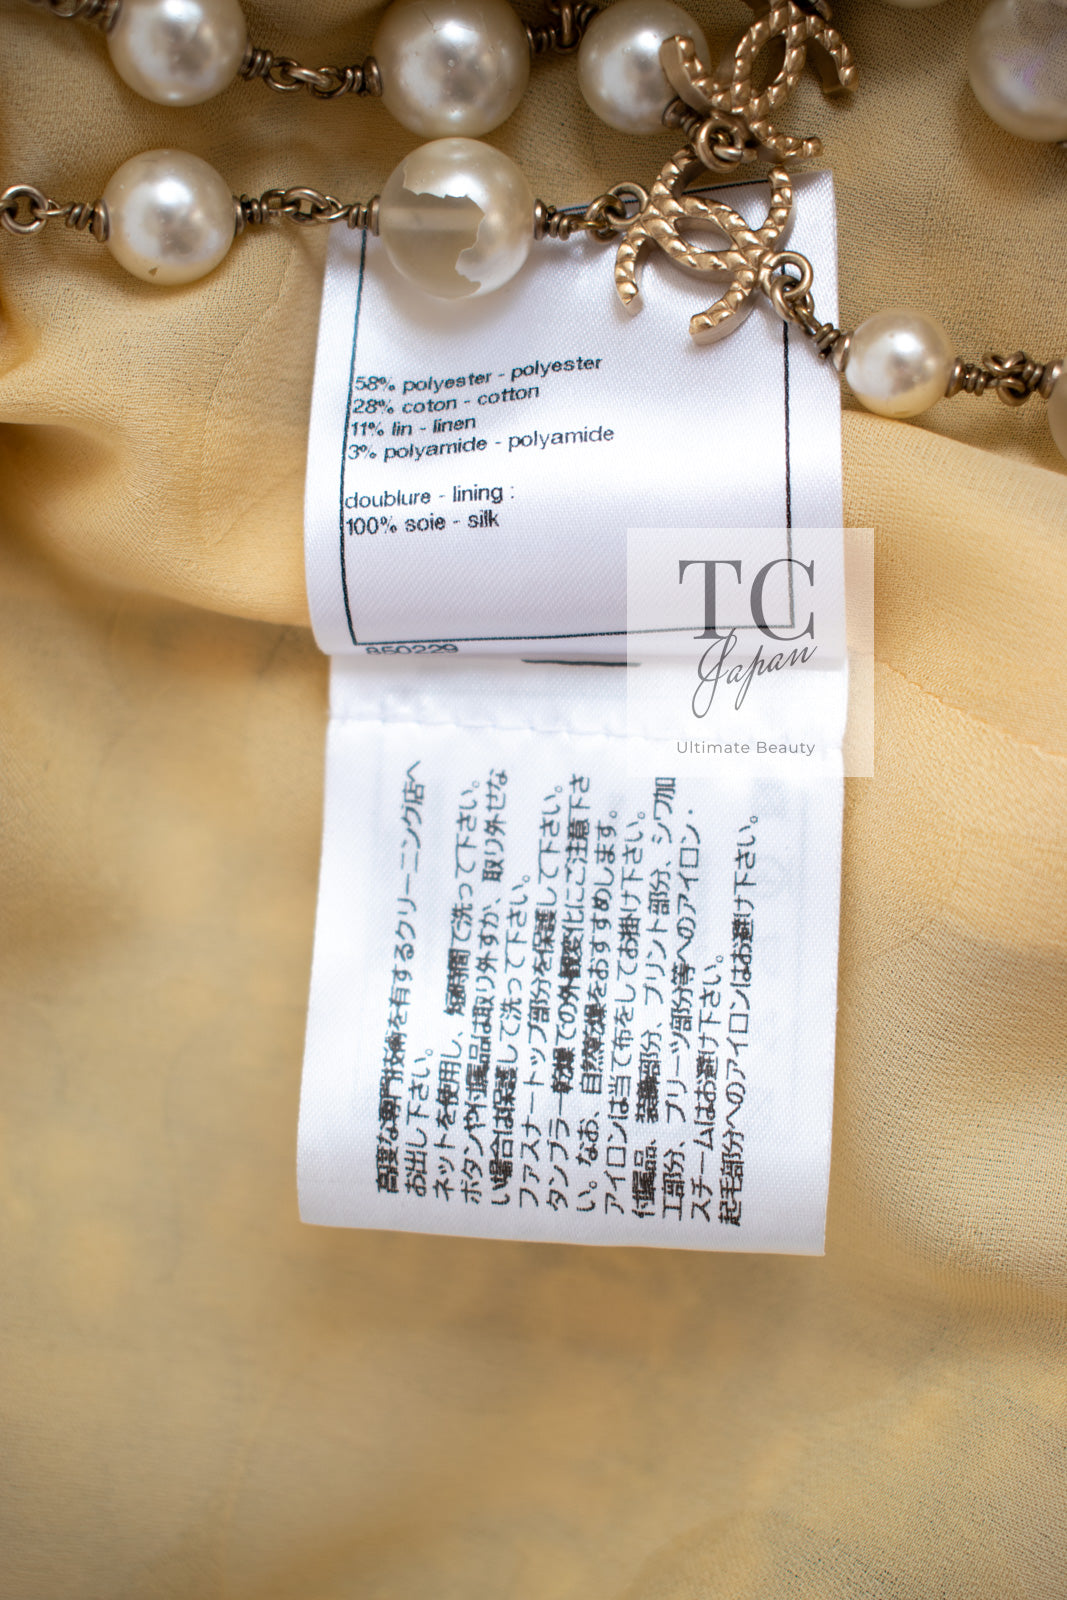 58% polyester - polyester
28% coton - cotton
11% lin - linen
3% polyamide - polyamide
doublure - lining :
100% soie - silk
850229
TC
Japan
Ultimate Beauty
高度な専門技術を有するクリーニング店へ
お出し下さい。
ネットを使用し、短時間で洗って下さい。
ボタンや付属品は取り外すか、取り外せな
い場合は保護して洗って下さい。
ファスナートップ部分を保護して下さい。
タンブラー乾燥での外観変化にご注意下さ
い。なお、自然乾燥をおすすめします。
アイロンは当て布をしてお掛け下さい。
付属品、装飾部分、プリント部分、シワ加
工部分、プリーツ部分等へのアイロン・
スチームはお避け下さい。
起毛部分へのアイロンはお避け下さい。